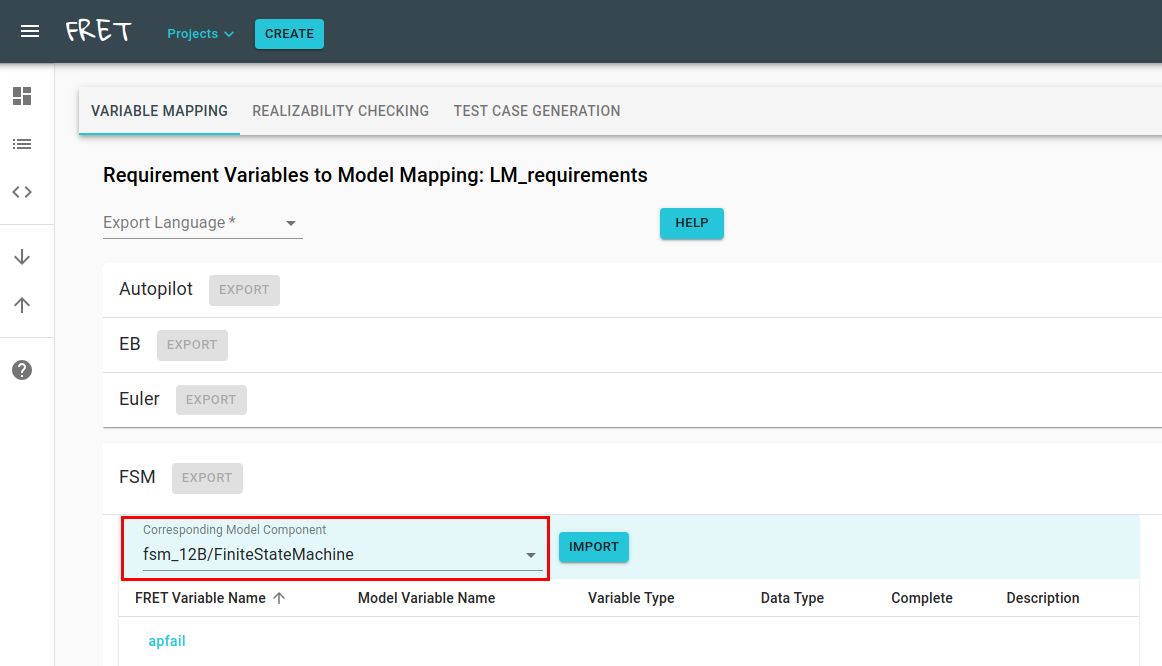 FRET Projects CREATE
VARIABLE MAPPING REALIZABILITY CHECKING TEST CASE GENERATION
Requirement Variables to Model Mapping: LM_requirements
Export Language * HELP
Autopilot EXPORT
EB EXPORT
Euler EXPORT
FSM EXPORT
Corresponding Model Component
fsm_12B/FiniteStateMachine IMPORT
FRET Variable Name Model Variable Name Variable Type Data Type Complete Description
apfail